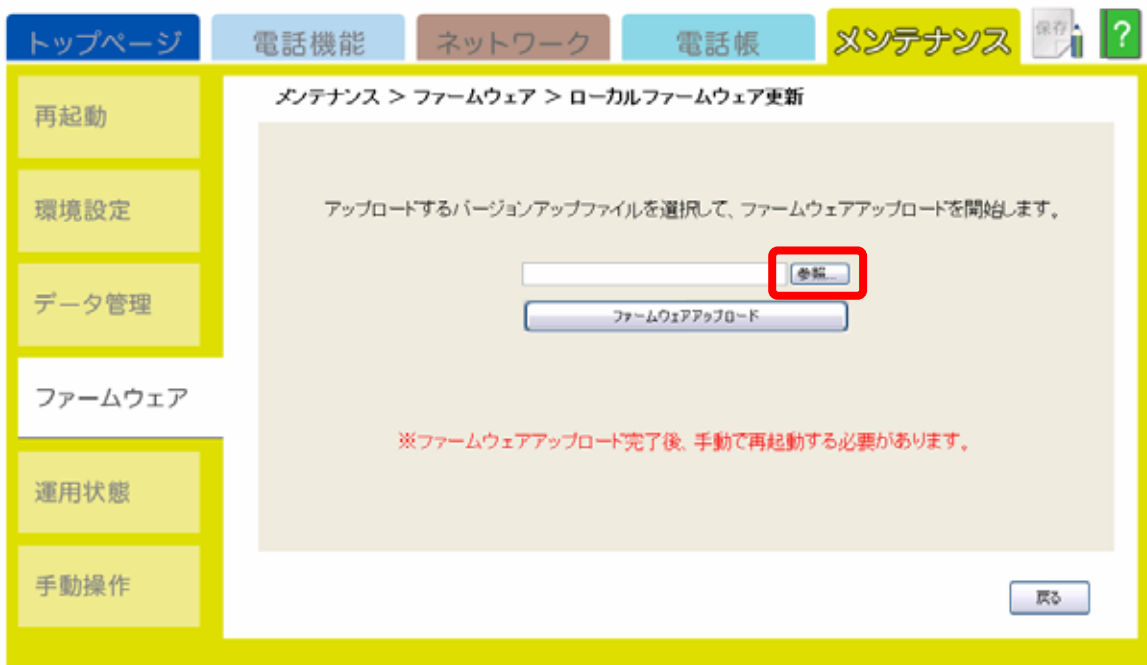 トップページ 電話機能 ネットワーク 電話帳 メンテナンス 保存 ?
再起動
環境設定
データ管理
ファームウェア
運用状態
手動操作
メンテナンス > ファームウェア > ローカルファームウェア更新
アップロードするバージョンアップファイルを選択して、ファームウェアアップロードを開始します。
参照...
ファームウェアアップロード
※ファームウェアアップロード完了後、手動で再起動する必要があります。
戻る